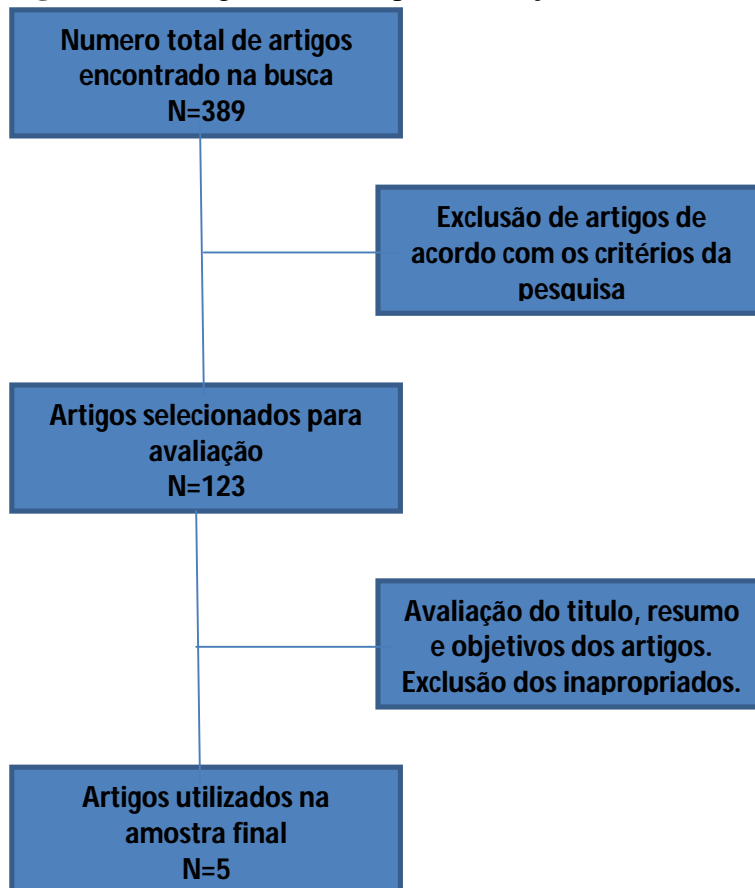 Numero total de artigos
encontrado na busca
N=389
Exclusão de artigos de
acordo com os critérios da
pesquisa
Artigos selecionados para
avaliação
N=123
Avaliação do titulo, resumo
e objetivos dos artigos.
Exclusão dos inapropriados.
Artigos utilizados na
amostra final
N=5